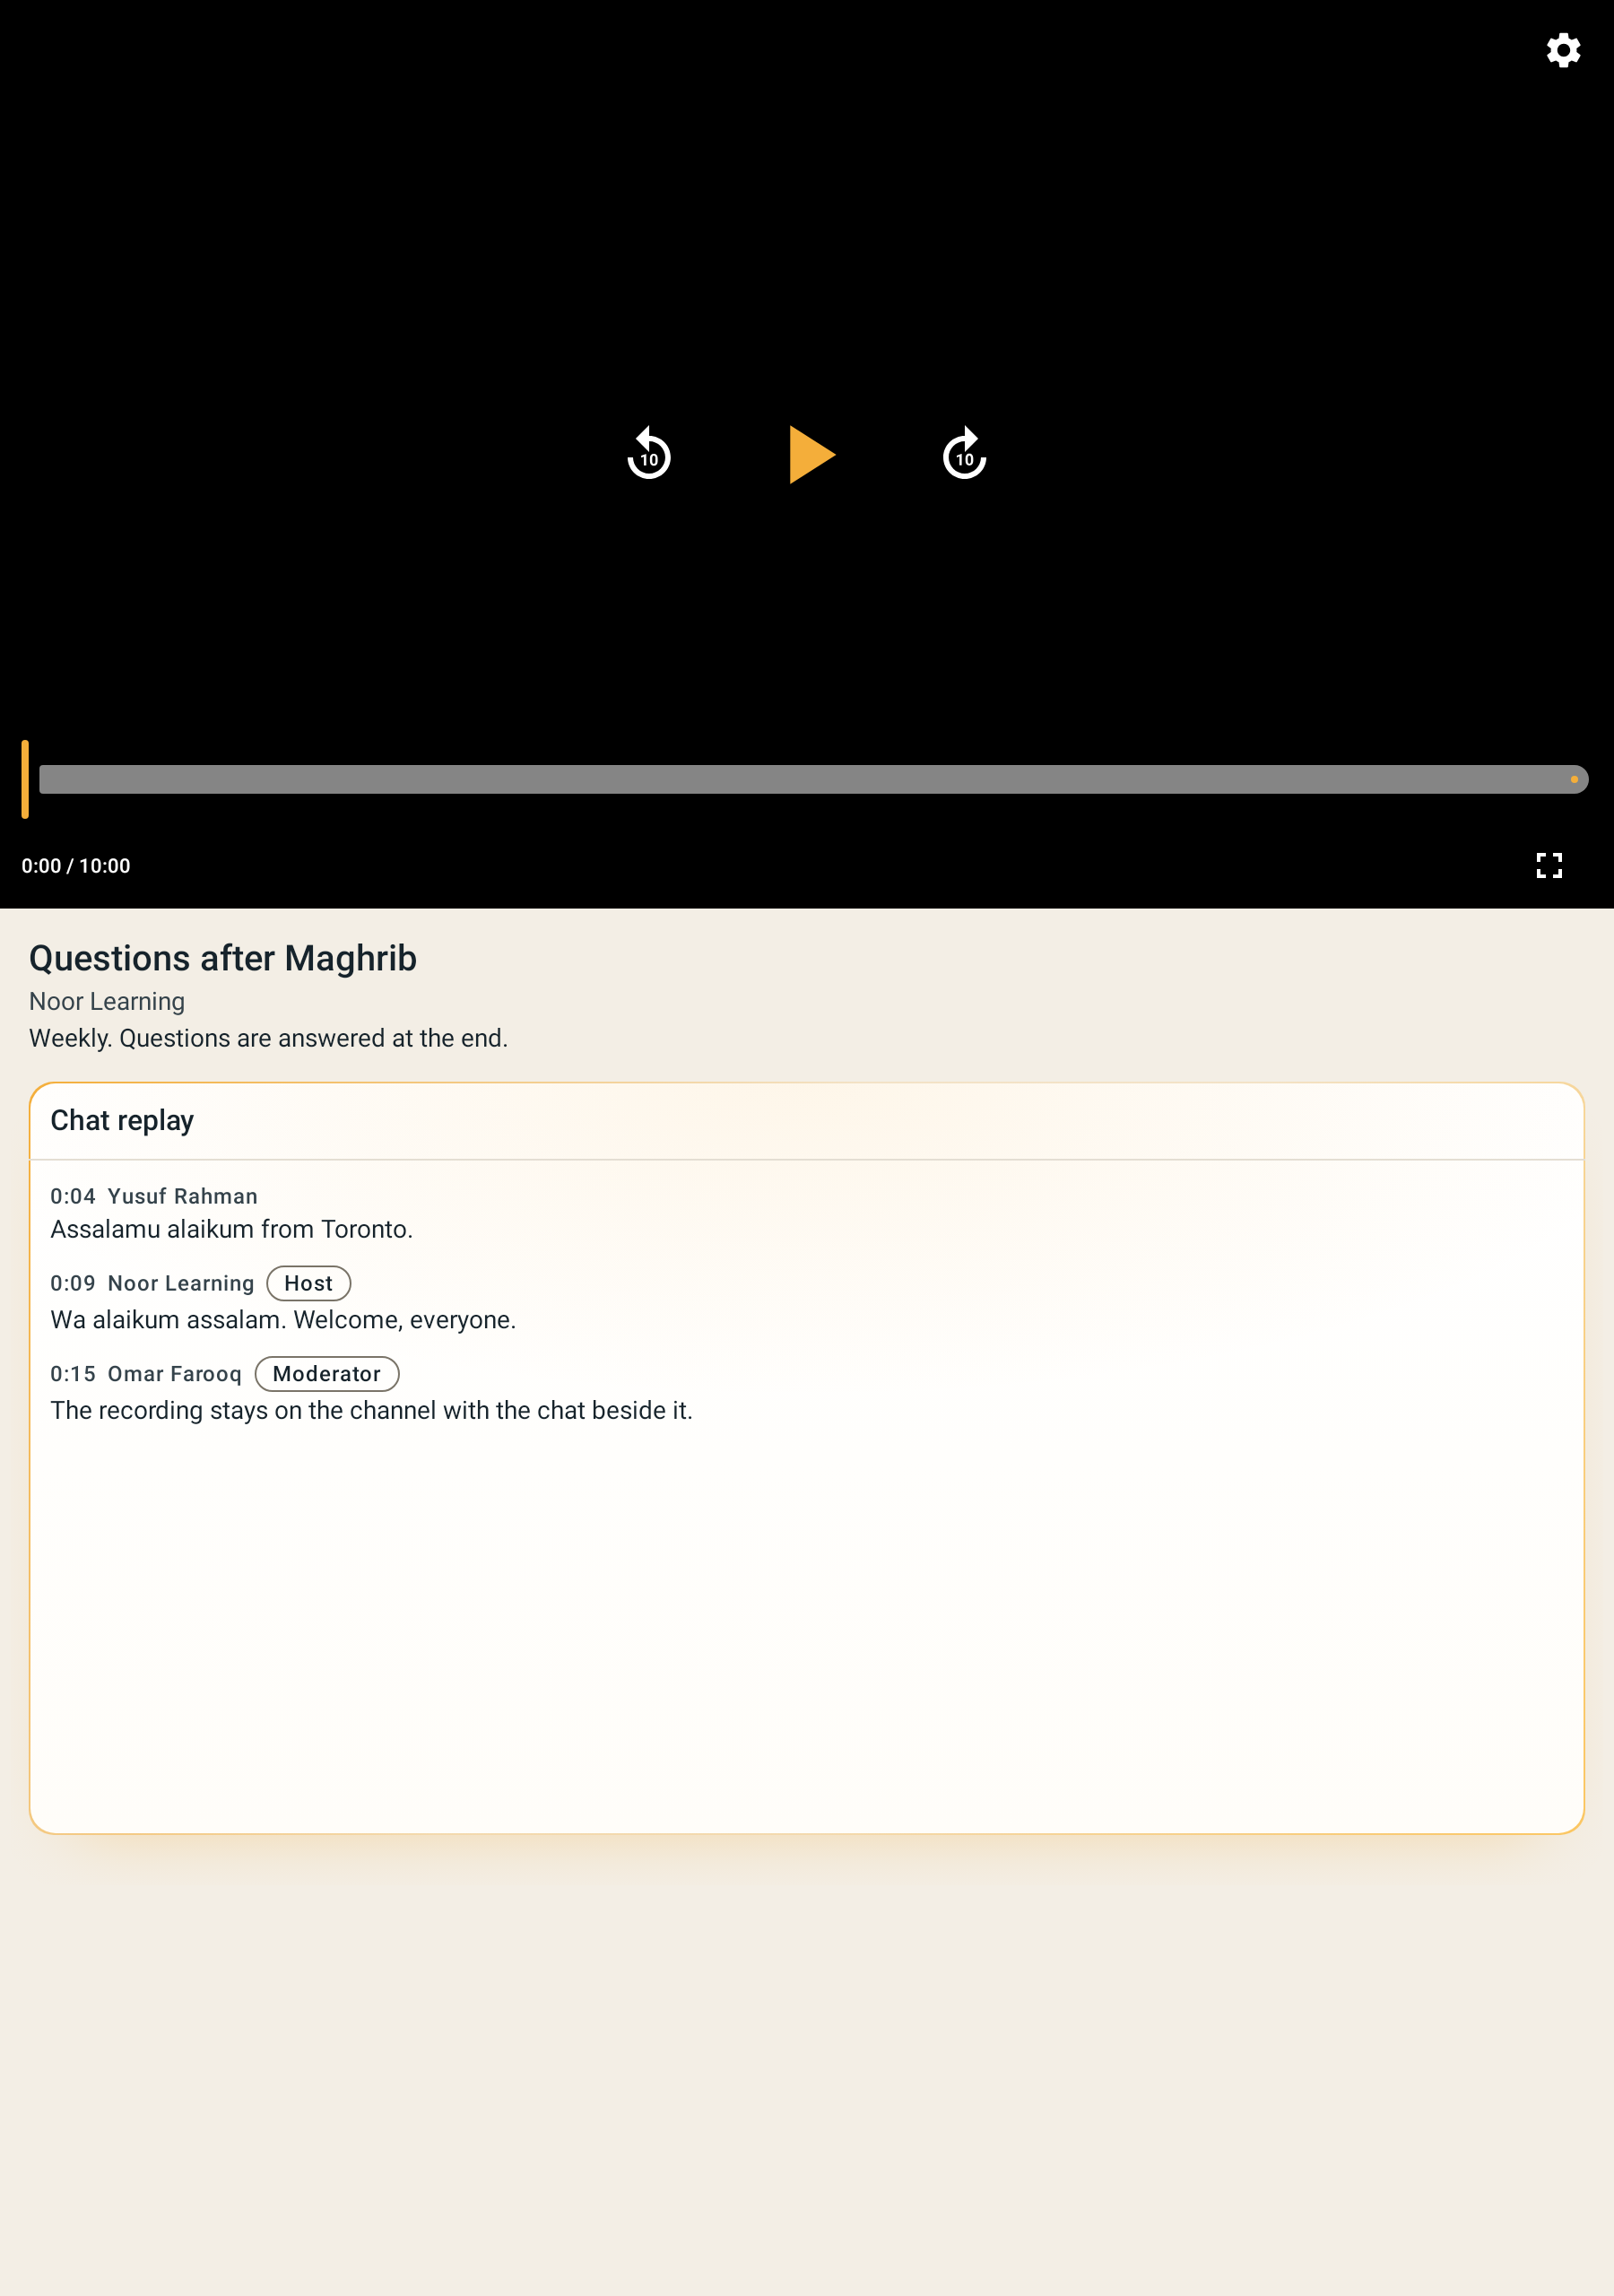 10
10
0:00 / 10:00
Questions after Maghrib
Noor Learning
Weekly. Questions are answered at the end.
Chat replay
0:04 Yusuf Rahman
Assalamu alaikum from Toronto.
0:09 Noor Learning Host
Wa alaikum assalam. Welcome, everyone.
0:15 Omar Farooq Moderator
The recording stays on the channel with the chat beside it.